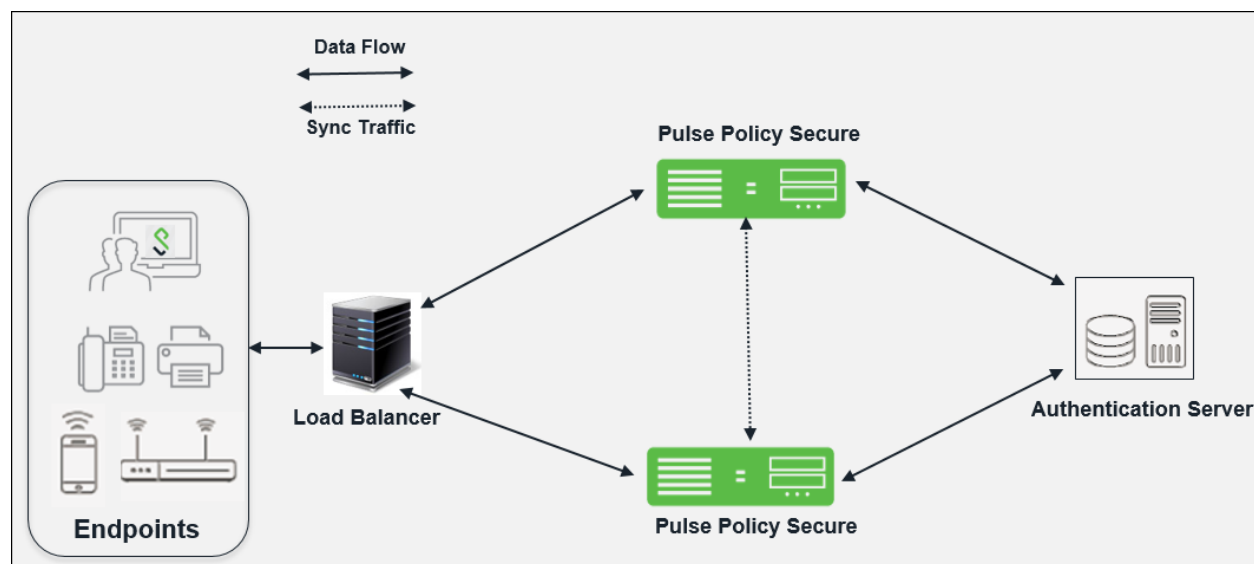 Data Flow
Sync Traffic
Pulse Policy Secure
Load Balancer
Authentication Server
Pulse Policy Secure
Endpoints